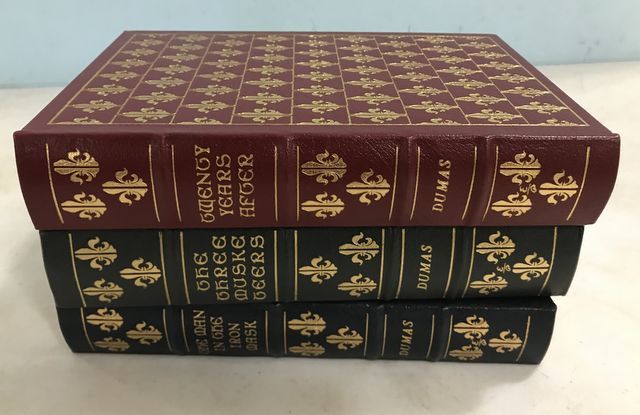 TWENTY
YEARS
AFTER
DUMAS
THE
THREE
MUSKE
TEERS
DUMAS
THE MAN
IN THE
IRON
MASK
DUMAS